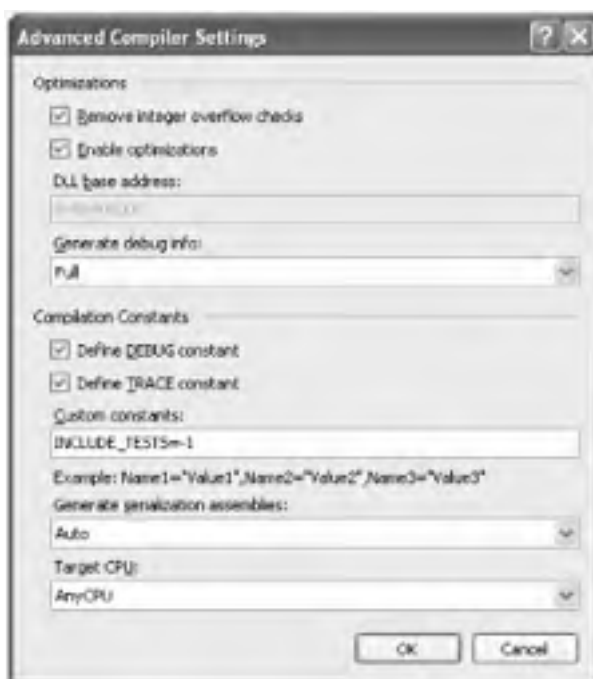 Advanced Compiler Settings
Optimizations
Remove integer overflow checks
Enable optimizations
DLL base address:
Generate debug info:
Full
Compilation Constants
Define DEBUG constant
Define TRACE constant
Custom constants:
INCLUDE_TESTS=-1
Example: Name1="Value1",Name2="Value2",Name3="Value3"
Generate serialization assemblies:
Auto
Target CPU:
AnyCPU
OK Cancel